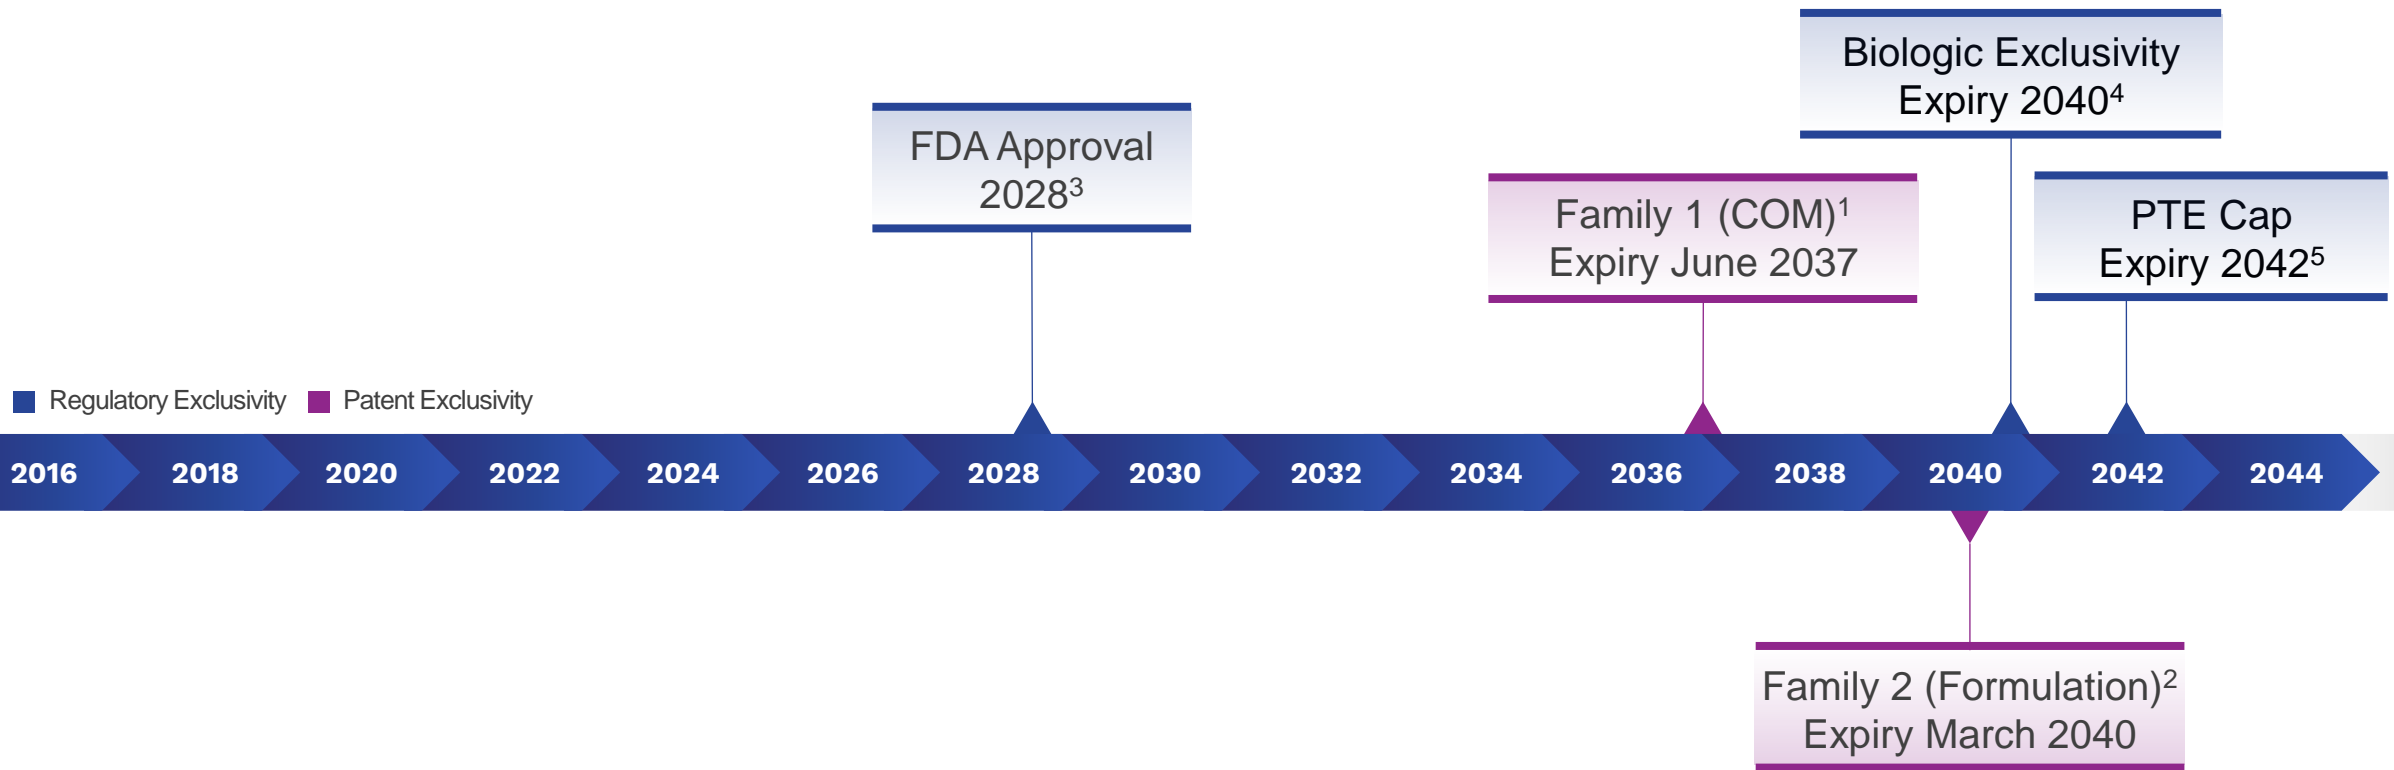 Biologic Exclusivity
Expiry 2040⁴
FDA Approval
2028³
Family 1 (COM)¹
Expiry June 2037
PTE Cap
Expiry 2042⁵
Regulatory Exclusivity
Patent Exclusivity
2016 2018 2020 2022 2024 2026 2028 2030 2032 2034 2036 2038 2040 2042 2044
Family 2 (Formulation)²
Expiry March 2040